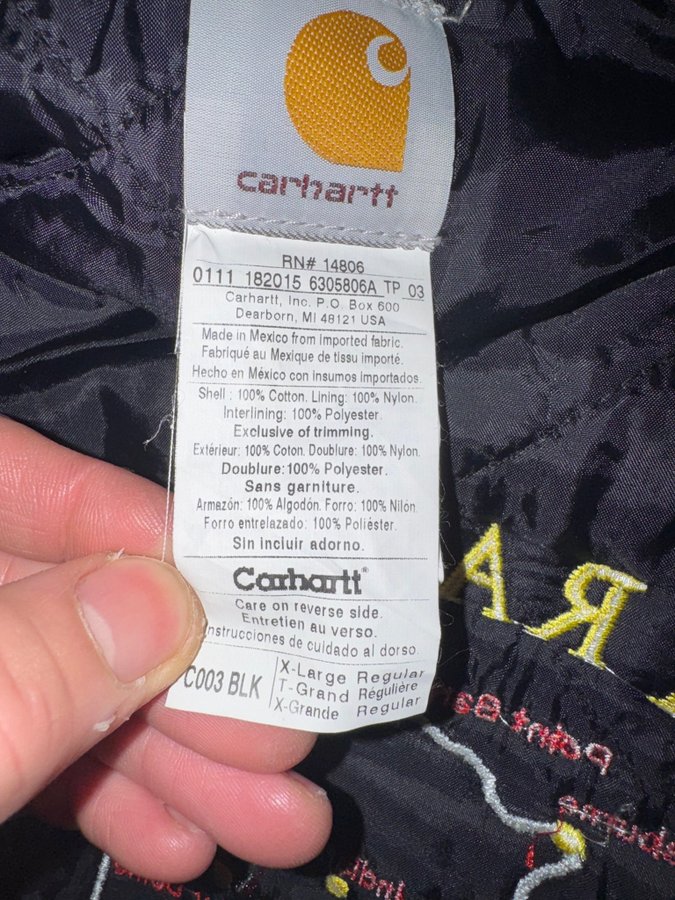 carhartt
RN# 14806
0111 182015 6305806A TP 03
Carhartt, Inc. P.O. Box 600
Dearborn, MI 48121 USA
Made in Mexico from imported fabric.
Fabriqué au Mexique de tissu importé.
Hecho en México con insumos importados.
Shell : 100% Cotton. Lining: 100% Nylon.
Interlining: 100% Polyester.
Exclusive of trimming.
Extérieur: 100% Coton. Doublure: 100% Nylon.
Doublure: 100% Polyester.
Sans garniture.
Armazón: 100% Algodón. Forro: 100% Nilón.
Forro entrelazado: 100% Poliéster.
Sin incluir adorno.
Carhartt®
Care on reverse side.
Entretien au verso.
Instrucciones de cuidado al dorso.
C003 BLK
X-Large Regular
T-Grand Régulière
X-Grande Regular
RA